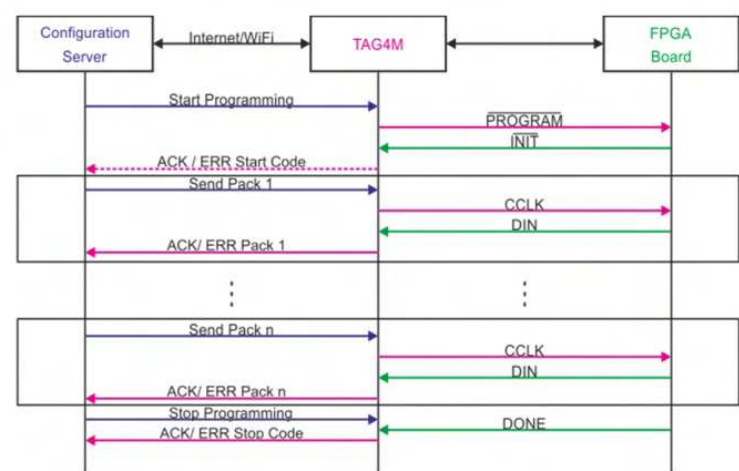 Configuration
Server
Internet/WiFi
TAG4M
FPGA
Board
Start Programming
PROGRAM
INIT
ACK / ERR Start Code
Send Pack 1
CCLK
DIN
ACK/ ERR Pack 1
Send Pack n
CCLK
DIN
ACK/ ERR Pack n
Stop Programming
DONE
ACK/ ERR Stop Code